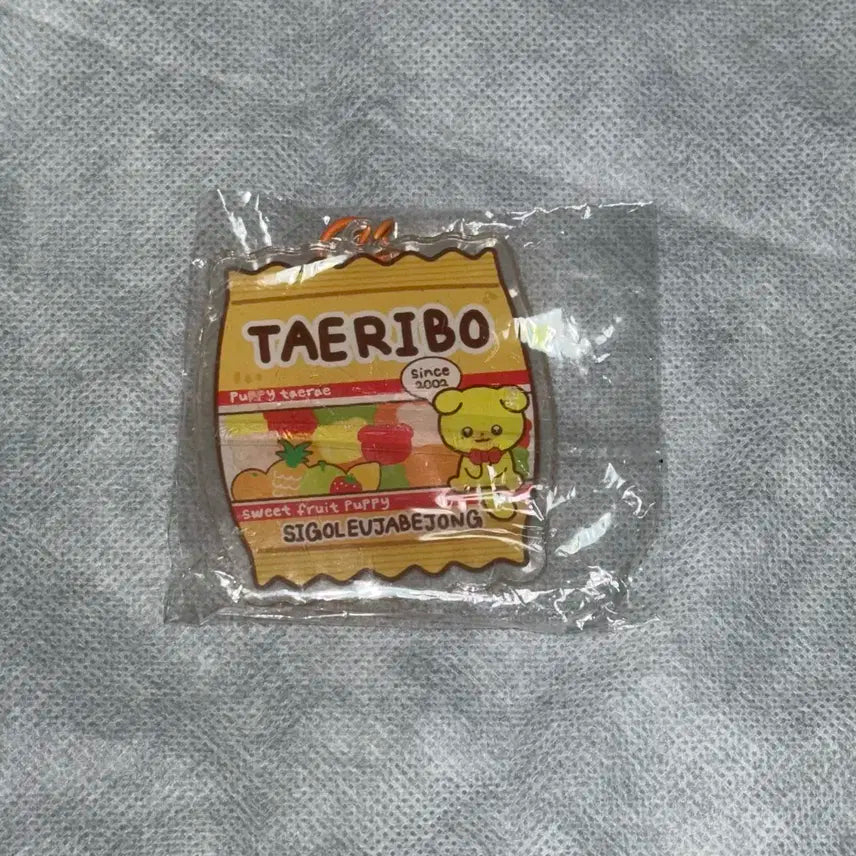 TAERIBO
since
2002
Puppy taerae
sweet fruit Puppy
SIGOLEUJABEJONG